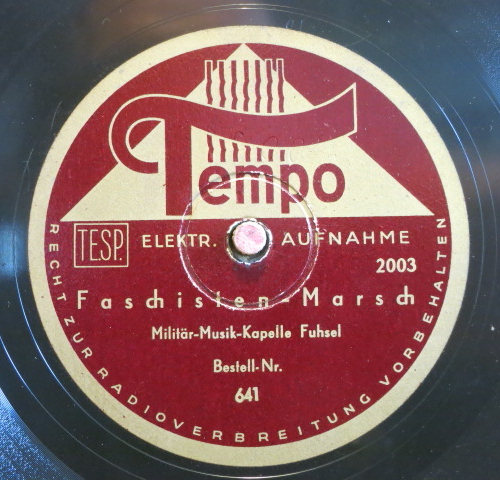 Tempo
TESP.
ELEKTR. AUFNAHME
2003
Faschisten-Marsch
Militär-Musik-Kapelle Fuhsel
Bestell-Nr.
641
RECHT ZUR RADIOVERBREITUNG VORBEHALTEN